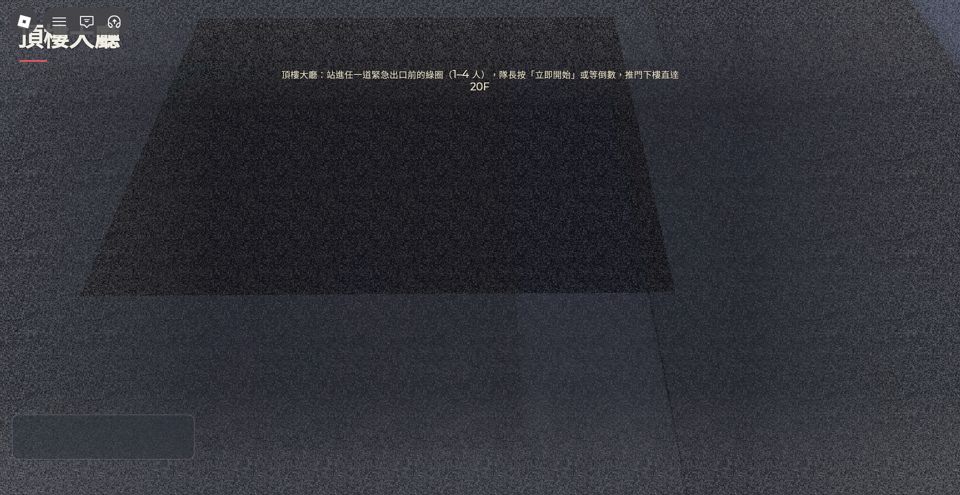 頂樓大廳
頂樓大廳：站進任一道緊急出口前的綠圈（1–4 人），隊長按「立即開始」或等倒數，推門下樓直達
20F